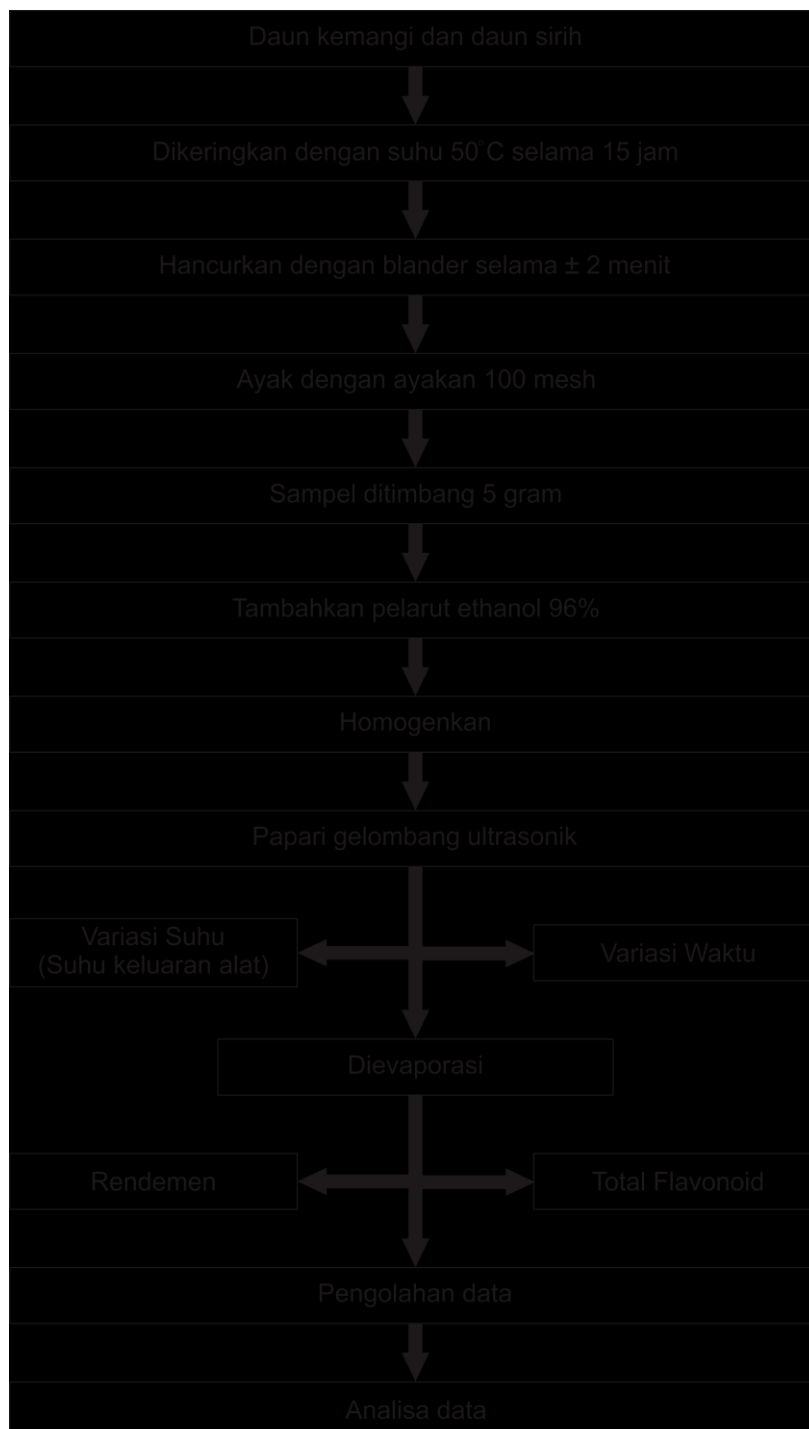 Daun kemangi dan daun sirih
Dikeringkan dengan suhu 50°C selama 15 jam
Hancurkan dengan blander selama ± 2 menit
Ayak dengan ayakan 100 mesh
Sampel ditimbang 5 gram
Tambahkan pelarut ethanol 96%
Homogenkan
Papari gelombang ultrasonik
Variasi Suhu
(Suhu keluaran alat)
Variasi Waktu
Dievaporasi
Rendemen
Total Flavonoid
Pengolahan data
Analisa data